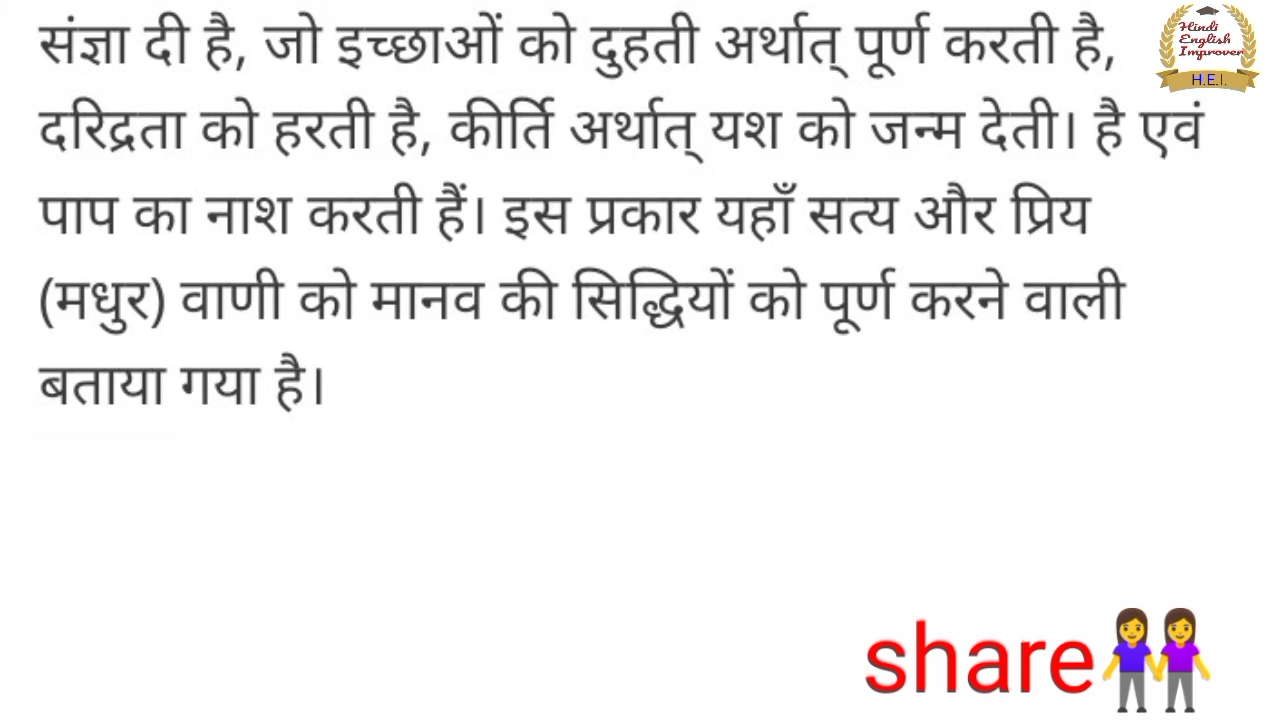 संज्ञा दी है, जो इच्छाओं को दुहती अर्थात् पूर्ण करती है,
दरिद्रता को हरती है, कीर्ति अर्थात् यश को जन्म देती। है एवं
पाप का नाश करती हैं। इस प्रकार यहाँ सत्य और प्रिय
(मधुर) वाणी को मानव की सिद्धियों को पूर्ण करने वाली
बताया गया है।
Hindi
English
Improver
H.E.I.
share